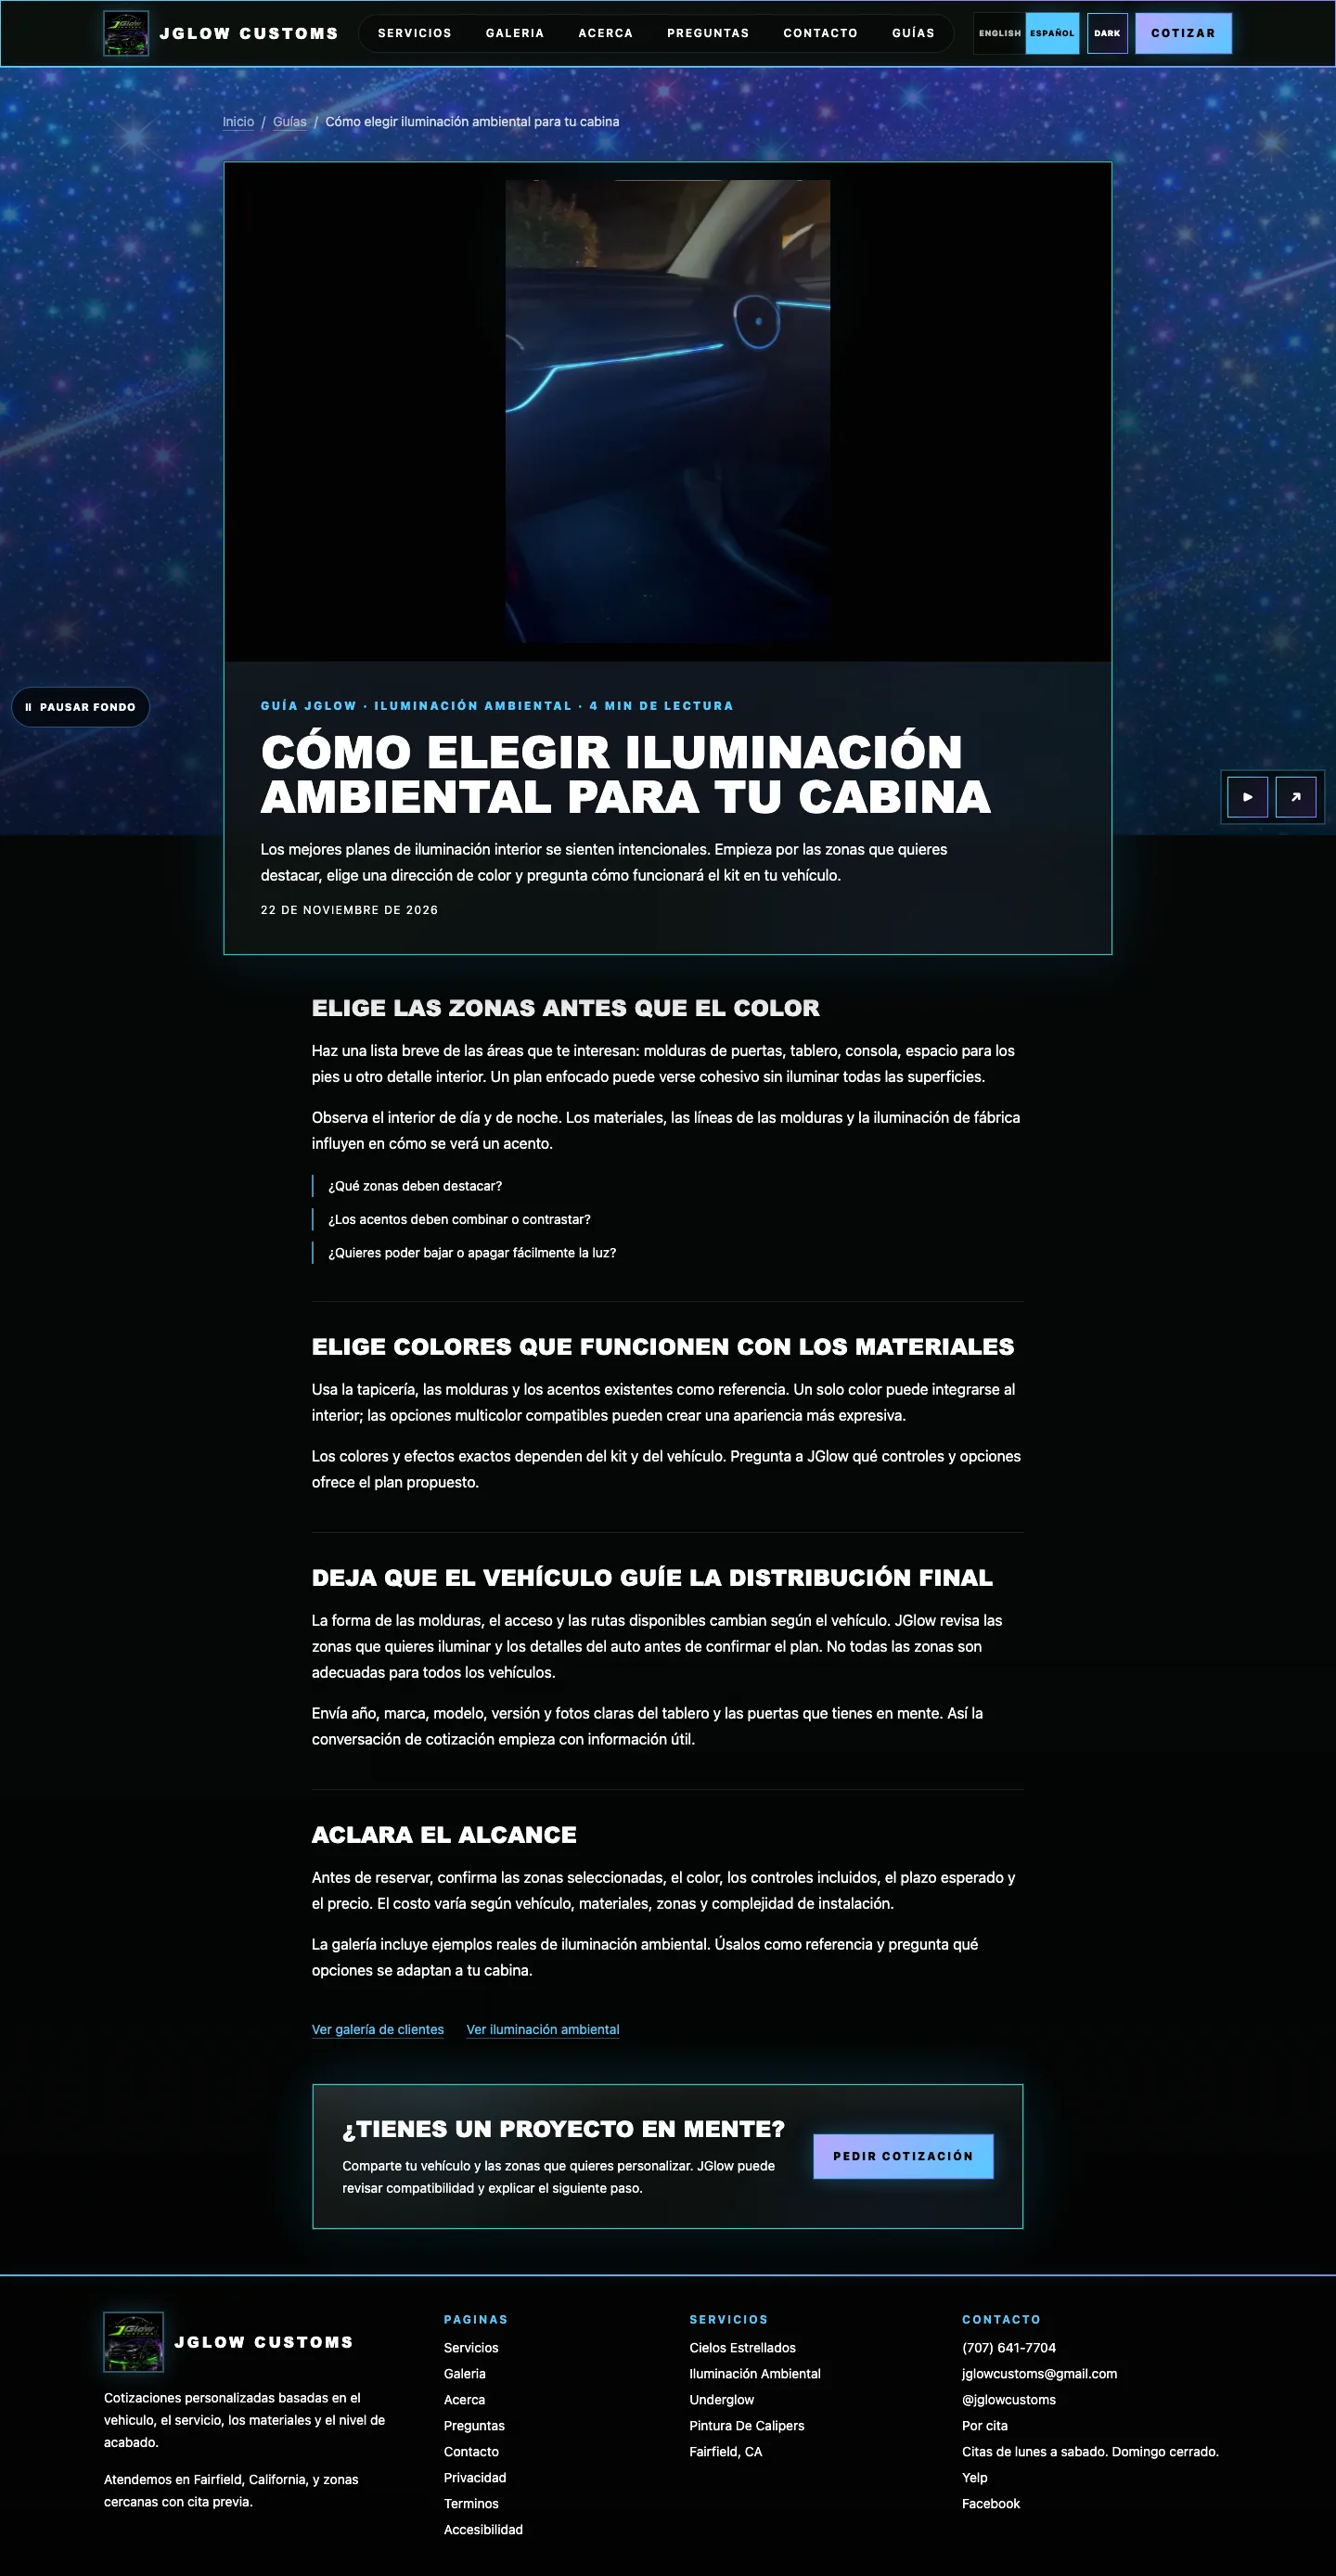 JGLOW CUSTOMS
SERVICIOS
GALERIA
ACERCA
PREGUNTAS
CONTACTO
GUÍAS
ENGLISH
ESPAÑOL
DARK
COTIZAR
Inicio / Guías / Cómo elegir iluminación ambiental para tu cabina
PAUSAR FONDO
GUÍA JGLOW · ILUMINACIÓN AMBIENTAL · 4 MIN DE LECTURA
CÓMO ELEGIR ILUMINACIÓN
AMBIENTAL PARA TU CABINA
Los mejores planes de iluminación interior se sienten intencionales. Empieza por las zonas que quieres
destacar, elige una dirección de color y pregunta cómo funcionará el kit en tu vehículo.
22 DE NOVIEMBRE DE 2026
ELIGE LAS ZONAS ANTES QUE EL COLOR
Haz una lista breve de las áreas que te interesan: molduras de puertas, tablero, consola, espacio para los
pies u otro detalle interior. Un plan enfocado puede verse cohesivo sin iluminar todas las superficies.
Observa el interior de día y de noche. Los materiales, las líneas de las molduras y la iluminación de fábrica
influyen en cómo se verá un acento.
¿Qué zonas deben destacar?
¿Los acentos deben combinar o contrastar?
¿Quieres poder bajar o apagar fácilmente la luz?
ELIGE COLORES QUE FUNCIONEN CON LOS MATERIALES
Usa la tapicería, las molduras y los acentos existentes como referencia. Un solo color puede integrarse al
interior; las opciones multicolor compatibles pueden crear una apariencia más expresiva.
Los colores y efectos exactos dependen del kit y del vehículo. Pregunta a JGlow qué controles y opciones
ofrece el plan propuesto.
DEJA QUE EL VEHÍCULO GUÍE LA DISTRIBUCIÓN FINAL
La forma de las molduras, el acceso y las rutas disponibles cambian según el vehículo. JGlow revisa las
zonas que quieres iluminar y los detalles del auto antes de confirmar el plan. No todas las zonas son
adecuadas para todos los vehículos.
Envía año, marca, modelo, versión y fotos claras del tablero y las puertas que tienes en mente. Así la
conversación de cotización empieza con información útil.
ACLARA EL ALCANCE
Antes de reservar, confirma las zonas seleccionadas, el color, los controles incluidos, el plazo esperado y
el precio. El costo varía según vehículo, materiales, zonas y complejidad de instalación.
La galería incluye ejemplos reales de iluminación ambiental. Úsalos como referencia y pregunta qué
opciones se adaptan a tu cabina.
Ver galería de clientes
Ver iluminación ambiental
¿TIENES UN PROYECTO EN MENTE?
Comparte tu vehículo y las zonas que quieres personalizar. JGlow puede
revisar compatibilidad y explicar el siguiente paso.
PEDIR COTIZACIÓN
JGLOW CUSTOMS
Cotizaciones personalizadas basadas en el
vehiculo, el servicio, los materiales y el nivel de
acabado.
Atendemos en Fairfield, California, y zonas
cercanas con cita previa.
PAGINAS
Servicios
Galeria
Acerca
Preguntas
Contacto
Privacidad
Terminos
Accesibilidad
SERVICIOS
Cielos Estrellados
Iluminación Ambiental
Underglow
Pintura De Calipers
Fairfield, CA
CONTACTO
(707) 641-7704
jglowcustoms@gmail.com
@jglowcustoms
Por cita
Citas de lunes a sabado. Domingo cerrado.
Yelp
Facebook